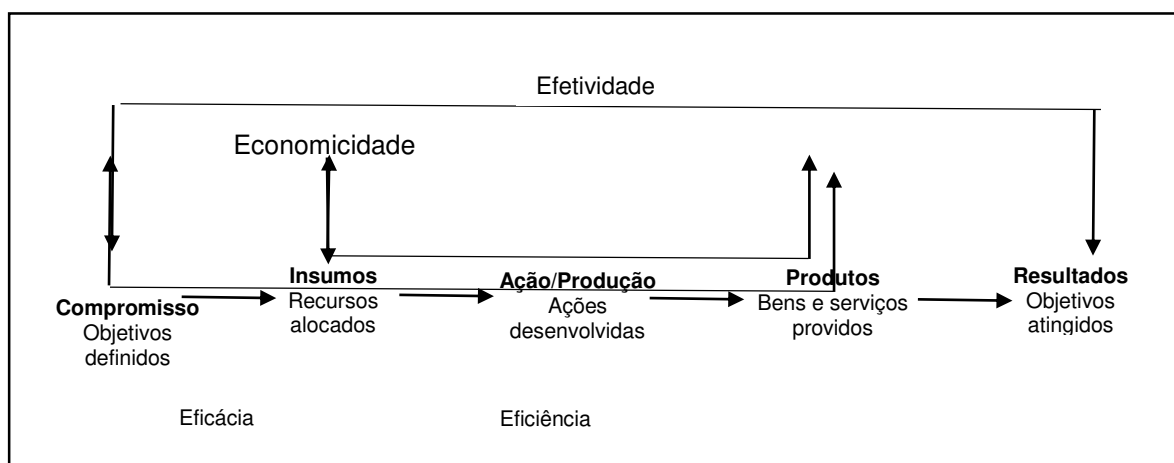 Efetividade
Economicidade
Compromisso
Objetivos
definidos
Insumos
Recursos
alocados
Ação/Produção
Ações
desenvolvidas
Produtos
Bens e serviços
providos
Resultados
Objetivos
atingidos
Eficácia
Eficiência